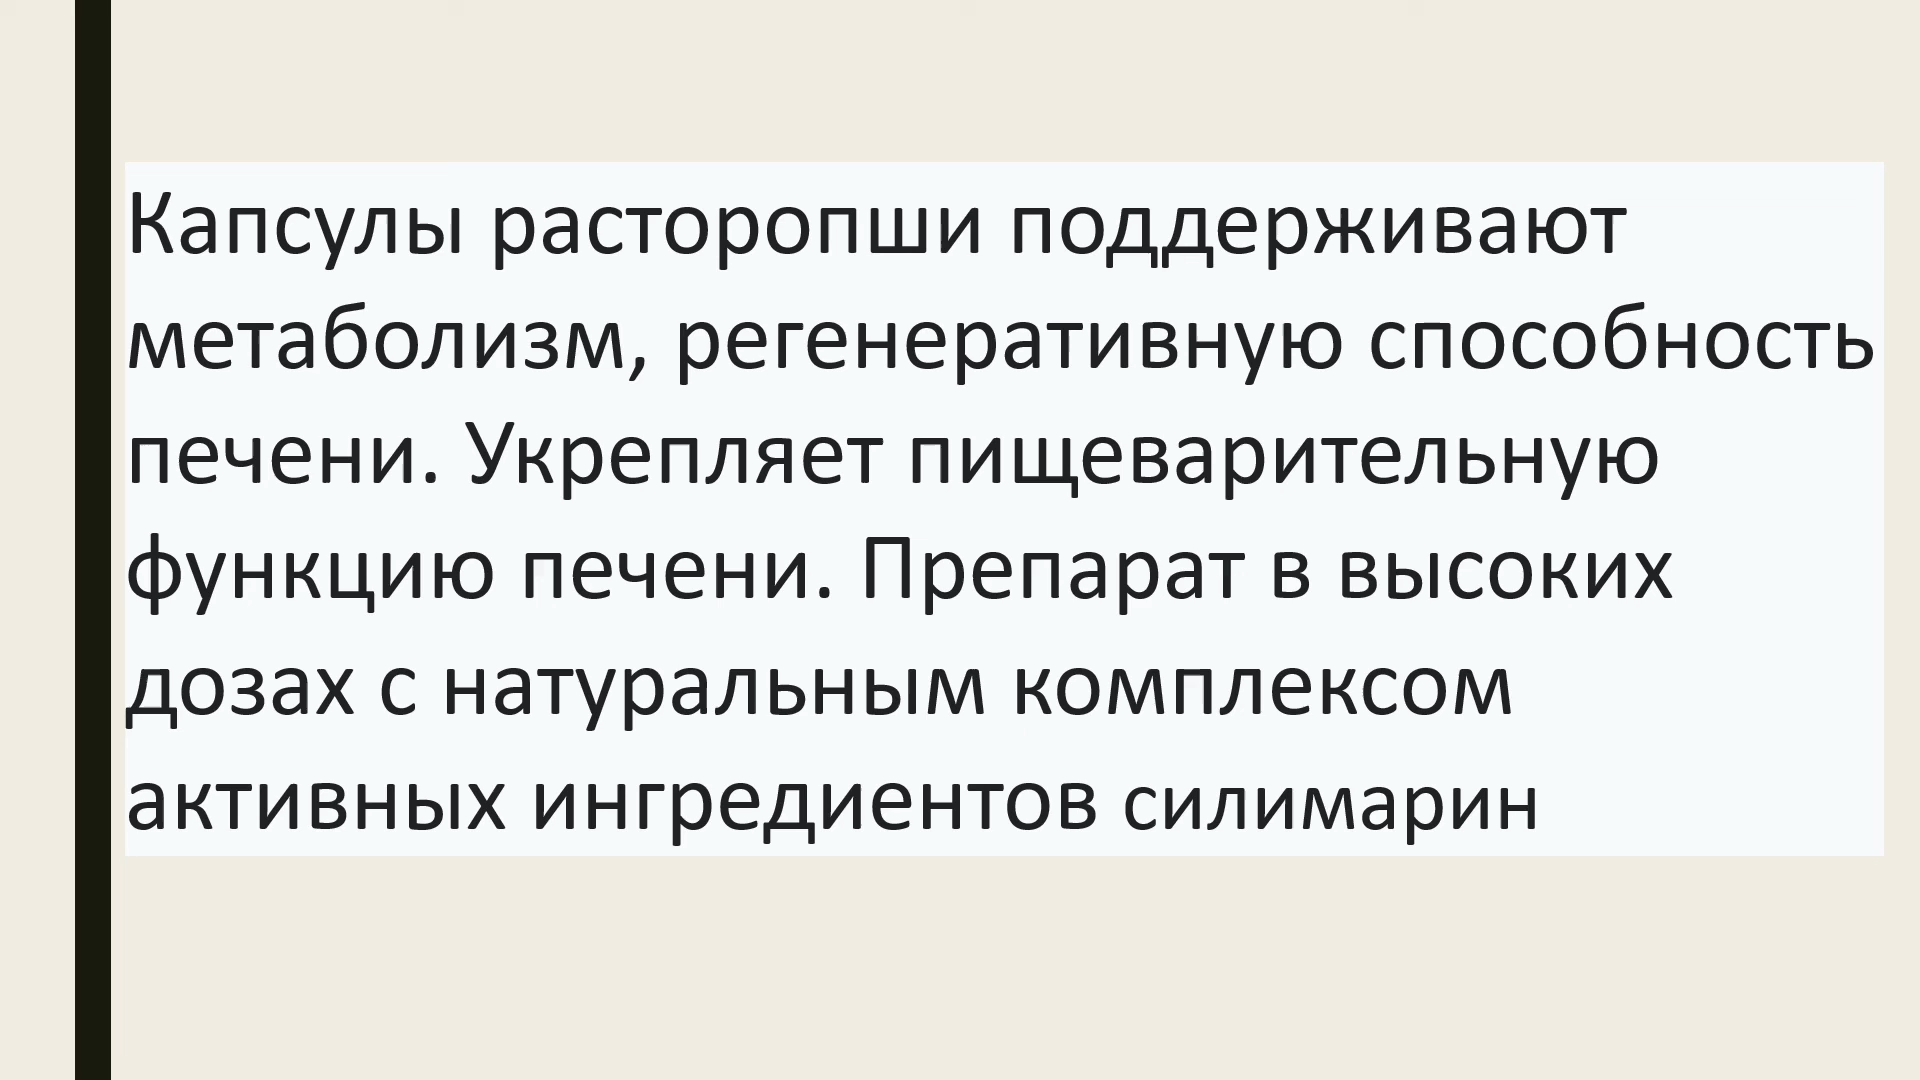 Капсулы расторопши поддерживают
метаболизм, регенеративную способность
печени. Укрепляет пищеварительную
функцию печени. Препарат в высоких
дозах с натуральным комплексом
активных ингредиентов силимарин